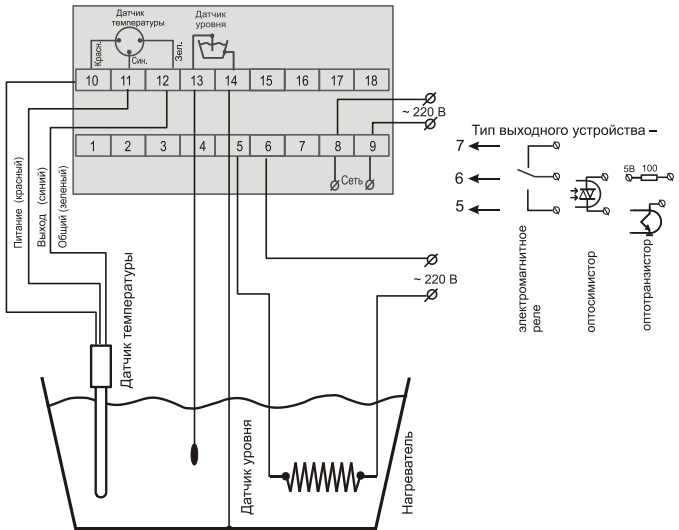 Датчик
температуры
Датчик
уровня
Красн.
Син.
Зел.
10 11 12 13 14 15 16 17 18
1 2 3 4 5 6 7 8 9
Сеть
~ 220 В
Тип выходного устройства –
7
6
5
5В 100
электромагнитное
реле
оптосимистор
оптотранзистор
Питание (красный)
Выход (синий)
Общий (зеленый)
~ 220 В
Датчик температуры
Датчик уровня
Нагреватель